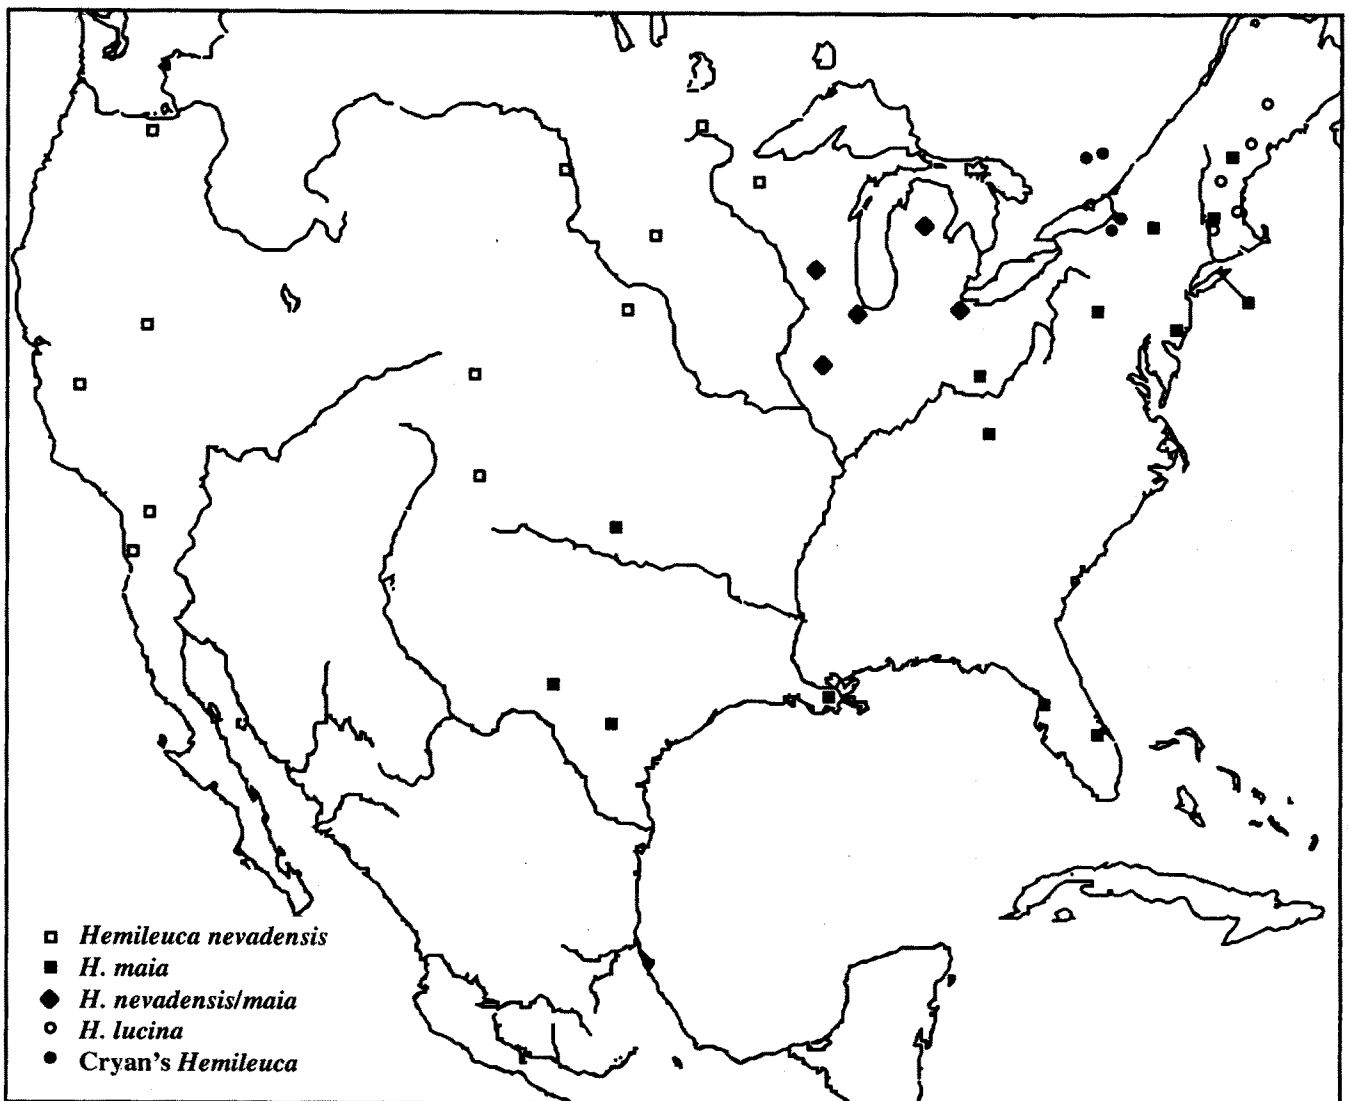 Hemileuca nevadensis
H. maia
H. nevadensis/maia
H. lucina
Cryan's Hemileuca